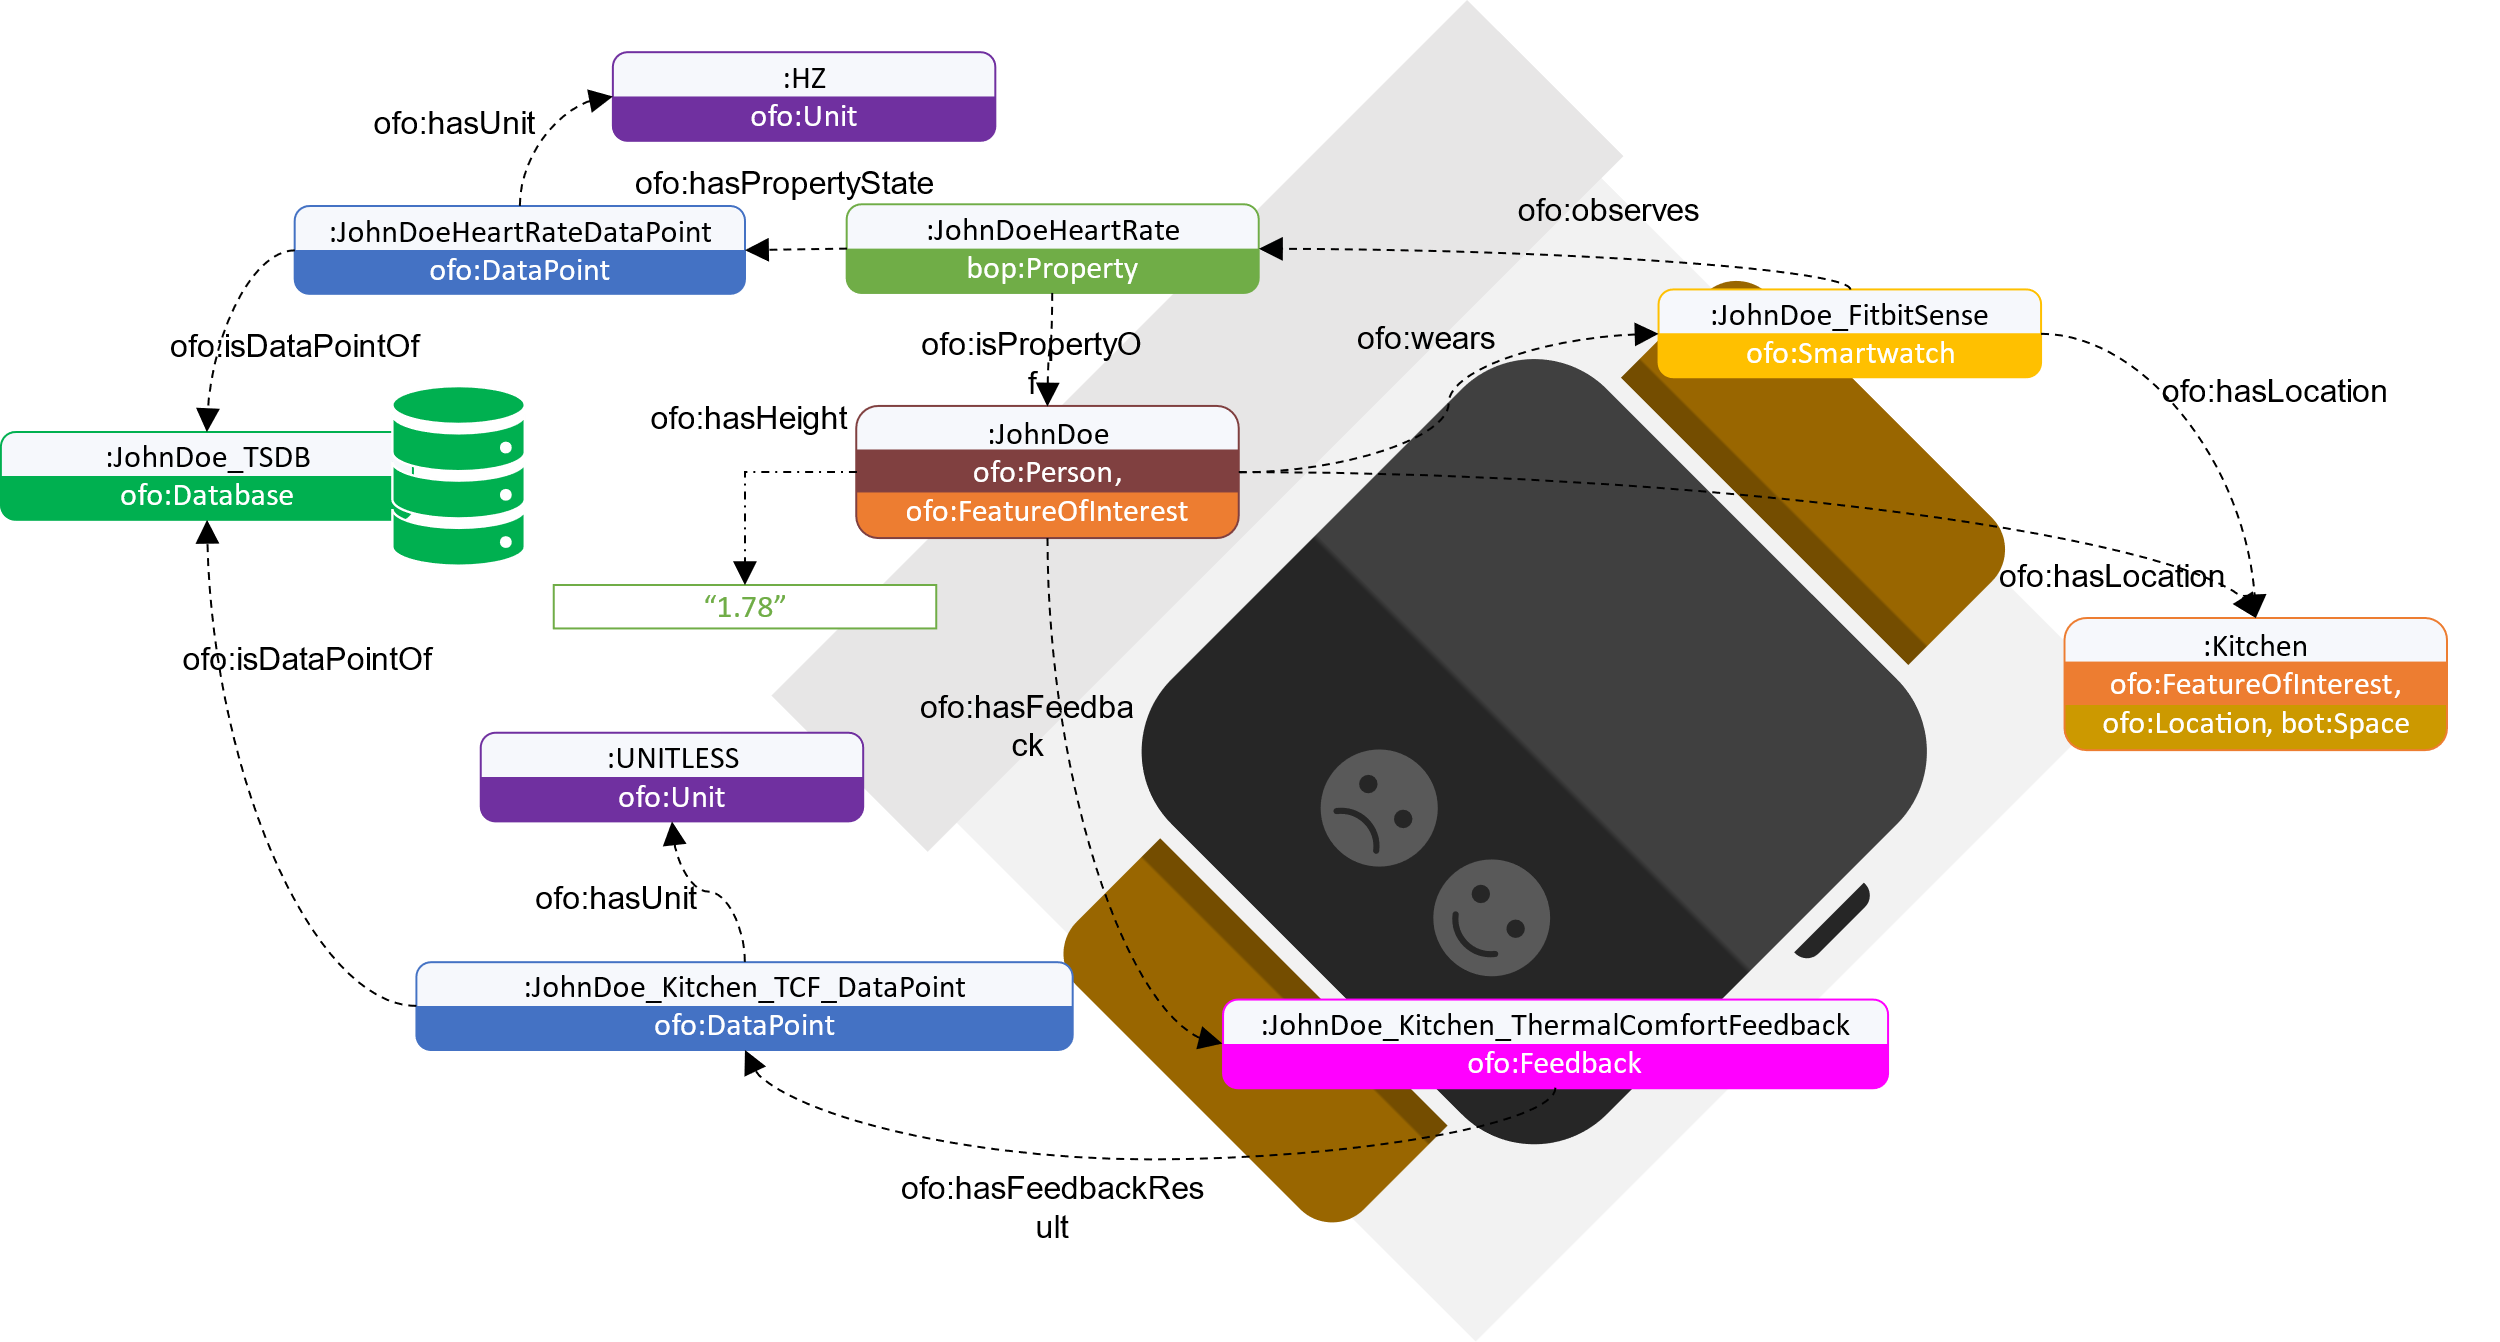 :HZ
ofo:Unit
ofo:hasUnit
ofo:hasPropertyState
:JohnDoeHeartRateDataPoint
ofo:DataPoint
:JohnDoeHeartRate
bop:Property
ofo:observes
:JohnDoe_FitbitSense
ofo:Smartwatch
ofo:isDataPointOf
ofo:isPropertyO
f
ofo:wears
ofo:hasLocation
ofo:hasHeight
:JohnDoe
ofo:Person,
ofo:FeatureOfInterest
:JohnDoe_TSDB
ofo:Database
“1.78”
ofo:hasLocation
:Kitchen
ofo:FeatureOfInterest,
ofo:Location, bot:Space
ofo:isDataPointOf
ofo:hasFeedba
ck
:UNITLESS
ofo:Unit
ofo:hasUnit
:JohnDoe_Kitchen_TCF_DataPoint
ofo:DataPoint
:JohnDoe_Kitchen_ThermalComfortFeedback
ofo:Feedback
ofo:hasFeedbackRes
ult